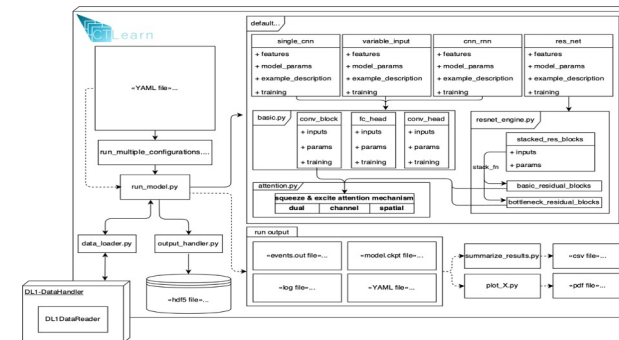 CTLearn
default...
single_cnn
+ features
+ model_params
+ example_description
+ training
variable_input
+ features
+ model_params
+ example_description
+ training
cnn_rnn
+ features
+ model_params
+ example_description
+ training
res_net
+ features
+ model_params
+ example_description
+ training
«YAML file»...
basic.py
conv_block
+ inputs
+ params
+ training
fc_head
+ inputs
+ params
+ training
conv_head
+ inputs
+ params
+ training
resnet_engine.py
stacked_res_blocks
+ inputs
+ params
stack_fn
basic_residual_blocks
bottleneck_residual_blocks
run_multiple_configurations....
run_model.py
attention.py
squeeze & excite attention mechanism
dual
channel
spatial
data_loader.py
output_handler.py
run output
«events.out file»...
«model.ckpt file»...
«log file»...
«YAML file»...
summarize_results.py
«csv file»...
plot_X.py
«pdf file»...
DL1-DataHandler
DL1DataReader
«hdf5 file»...